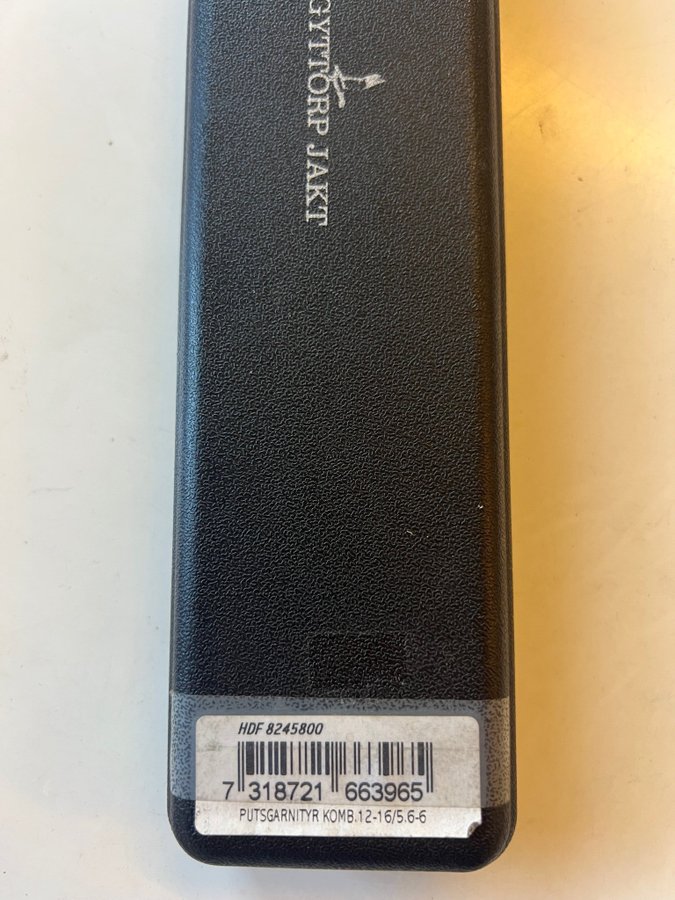 GYTTORP JAKT
HDF 8245800
7 318721 663965
PUTSGARNITYR KOMB.12-16/5.6-6